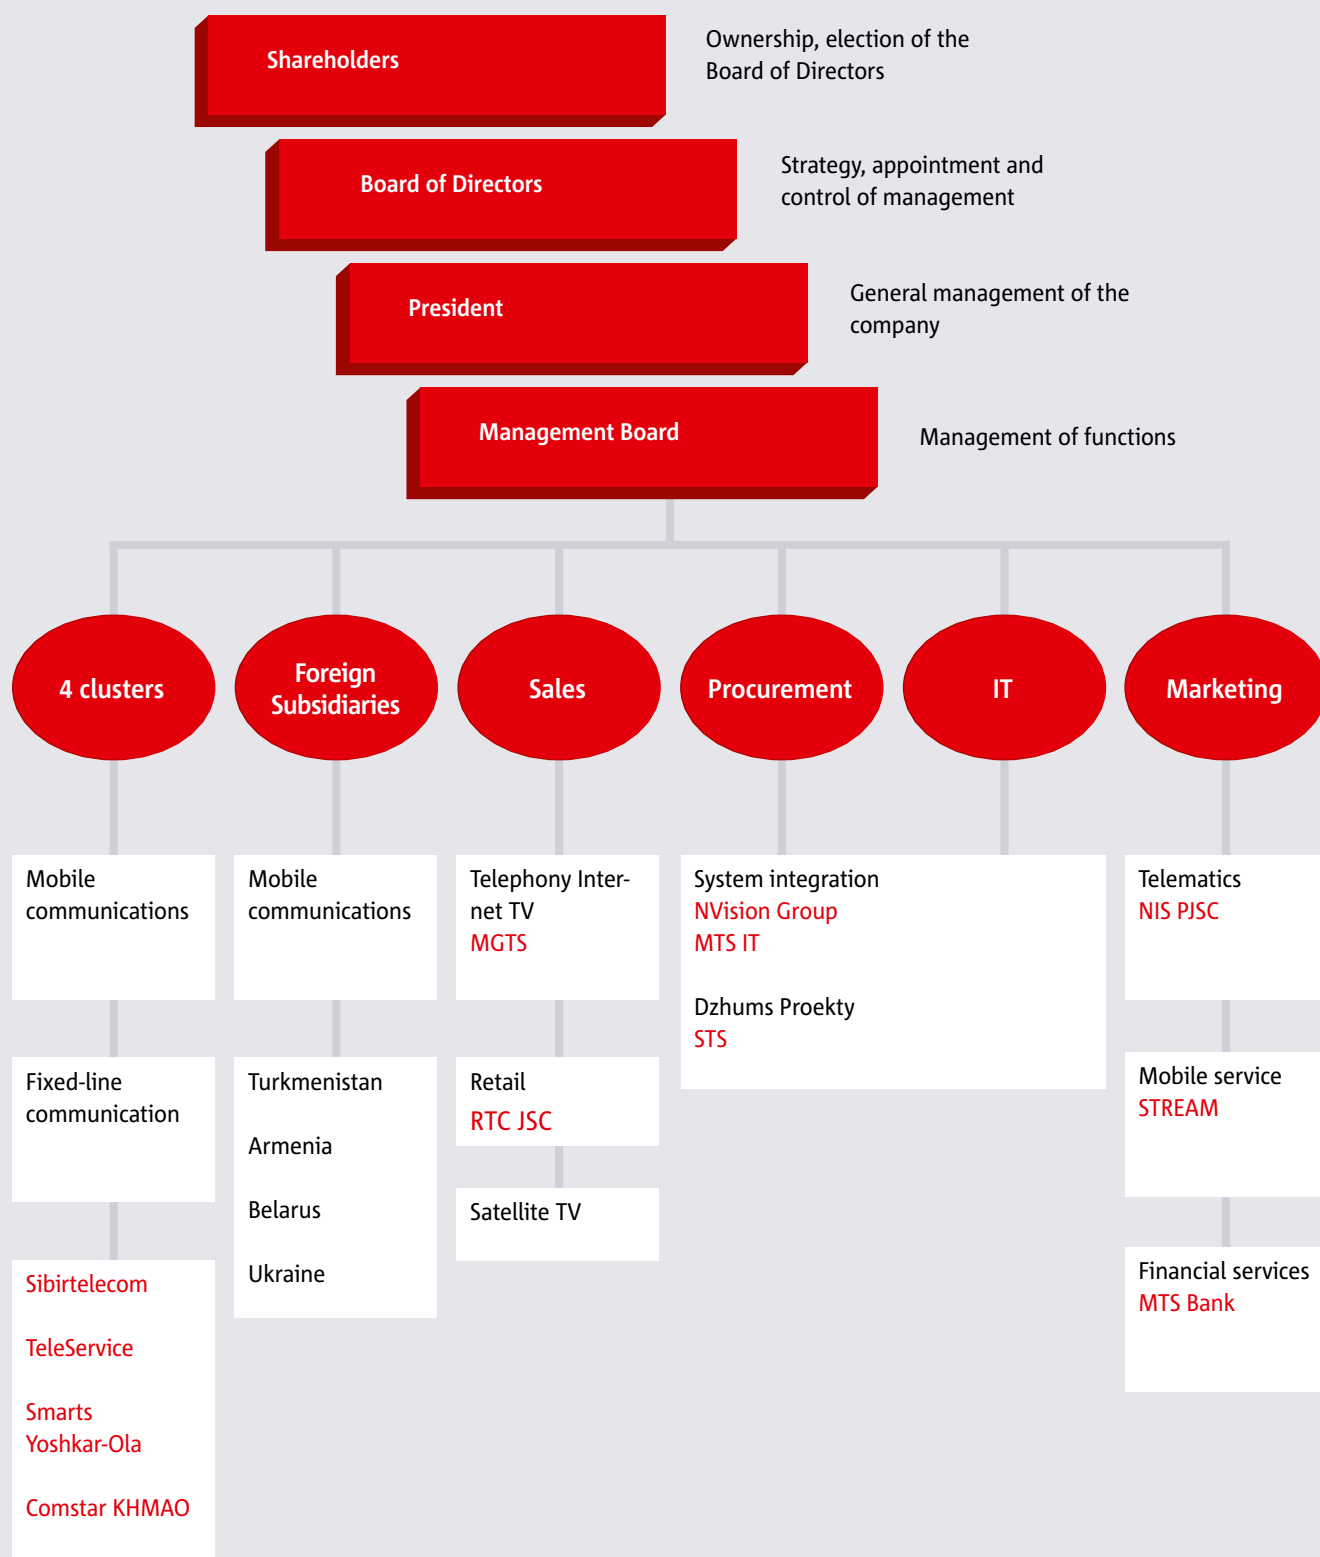 Shareholders
Ownership, election of the
Board of Directors
Board of Directors
Strategy, appointment and
control of management
President
General management of the
company
Management Board
Management of functions
4 clusters
Foreign
Subsidiaries
Sales
Procurement
IT
Marketing
Mobile
communications
Fixed-line
communication
Sibirtelecom
TeleService
Smarts
Yoshkar-Ola
Comstar KHMAO
Mobile
communications
Turkmenistan
Armenia
Belarus
Ukraine
Telephony Inter-
net TV
MGTS
Retail
RTC JSC
Satellite TV
System integration
NVision Group
MTS IT
Dzhums Proekty
STS
Telematics
NIS PJSC
Mobile service
STREAM
Financial services
MTS Bank